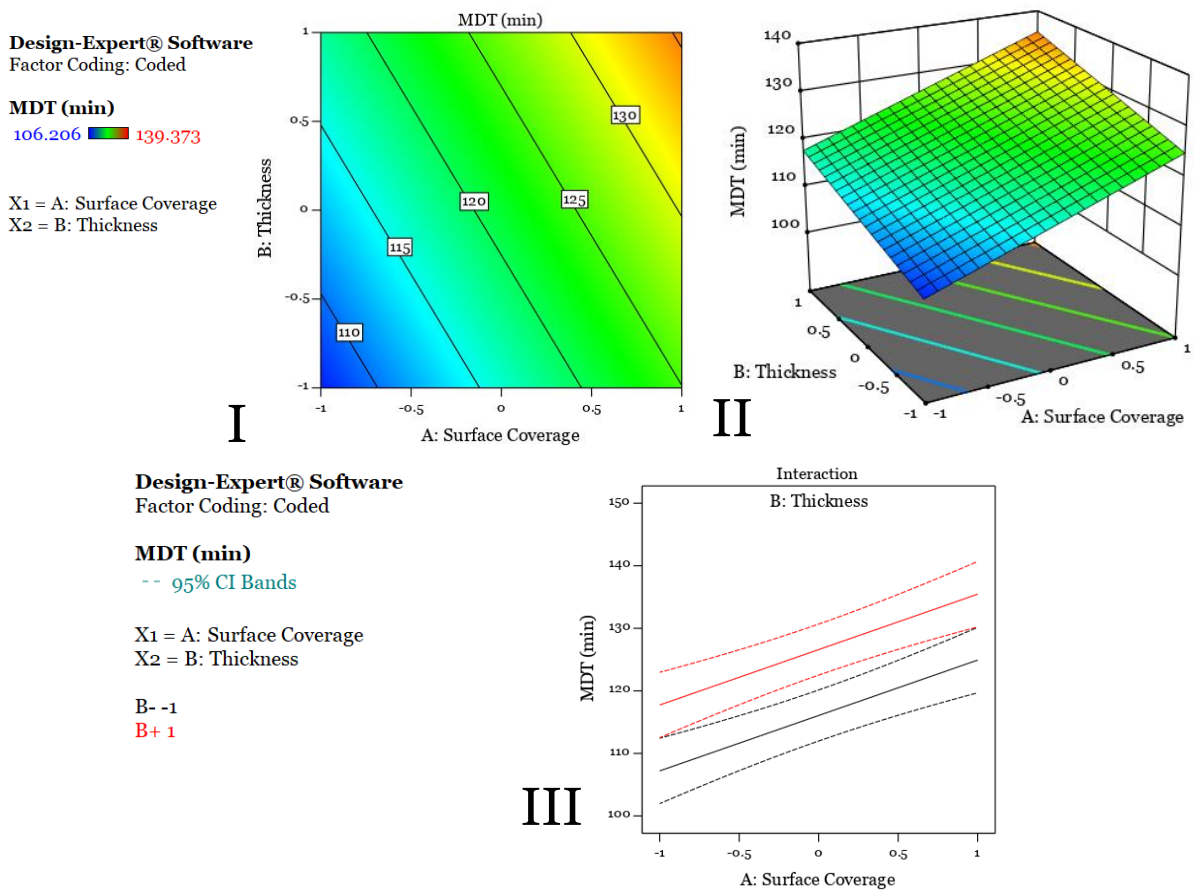 Design-Expert® Software
Factor Coding: Coded
MDT (min)
106.206 139.373
X1 = A: Surface Coverage
X2 = B: Thickness
MDT (min)
1
0.5
0
-0.5
-1
B: Thickness
110
115
120
125
130
-1 -0.5 0 0.5 1
A: Surface Coverage
I
140
130
120
110
100
MDT (min)
1
0.5
0
-0.5
-1
B: Thickness
-1
-0.5
0
0.5
1
A: Surface Coverage
II
Design-Expert® Software
Factor Coding: Coded
MDT (min)
-- 95% CI Bands
X1 = A: Surface Coverage
X2 = B: Thickness
B- -1
B+ 1
III
Interaction
B: Thickness
150
140
130
120
110
100
MDT (min)
-1 -0.5 0 0.5 1
A: Surface Coverage